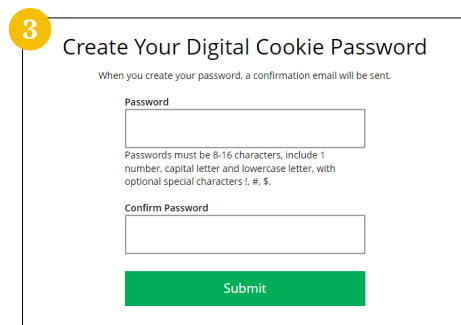 3
Create Your Digital Cookie Password
When you create your password, a confirmation email will be sent.
Password
Passwords must be 8-16 characters, include 1
number, capital letter and lowercase letter, with
optional special characters !, #, $.
Confirm Password
Submit